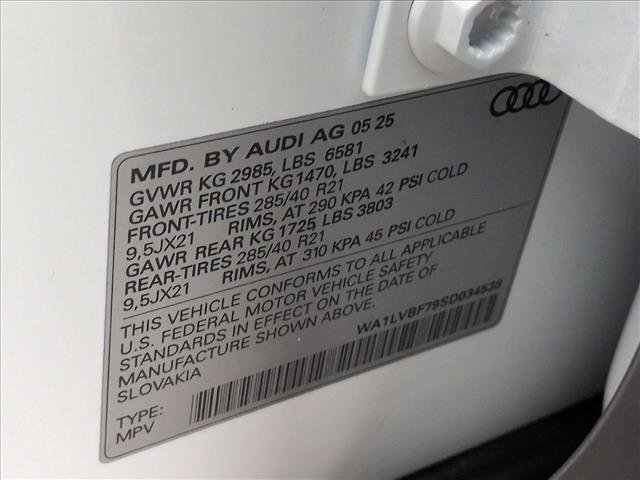 MFD. BY AUDI AG 05 25
GVWR KG 2985, LBS 6581
GAWR FRONT KG1470, LBS 3241
FRONT-TIRES 285/40 R21
9,5JX21 RIMS, AT 290 KPA 42 PSI COLD
GAWR REAR KG 1725, LBS 3803
REAR-TIRES 285/40 R21
9,5JX21 RIMS, AT 310 KPA 45 PSI COLD
THIS VEHICLE CONFORMS TO ALL APPLICABLE
U.S. FEDERAL MOTOR VEHICLE SAFETY
STANDARDS IN EFFECT ON THE DATE OF
MANUFACTURE SHOWN ABOVE.
SLOVAKIA
WA1LVBF79SD034538
TYPE:
MPV